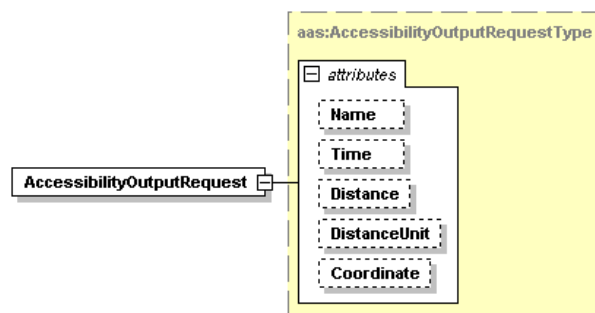 aas:AccessibilityOutputRequestType
attributes
Name
Time
AccessibilityOutputRequest
Distance
DistanceUnit
Coordinate